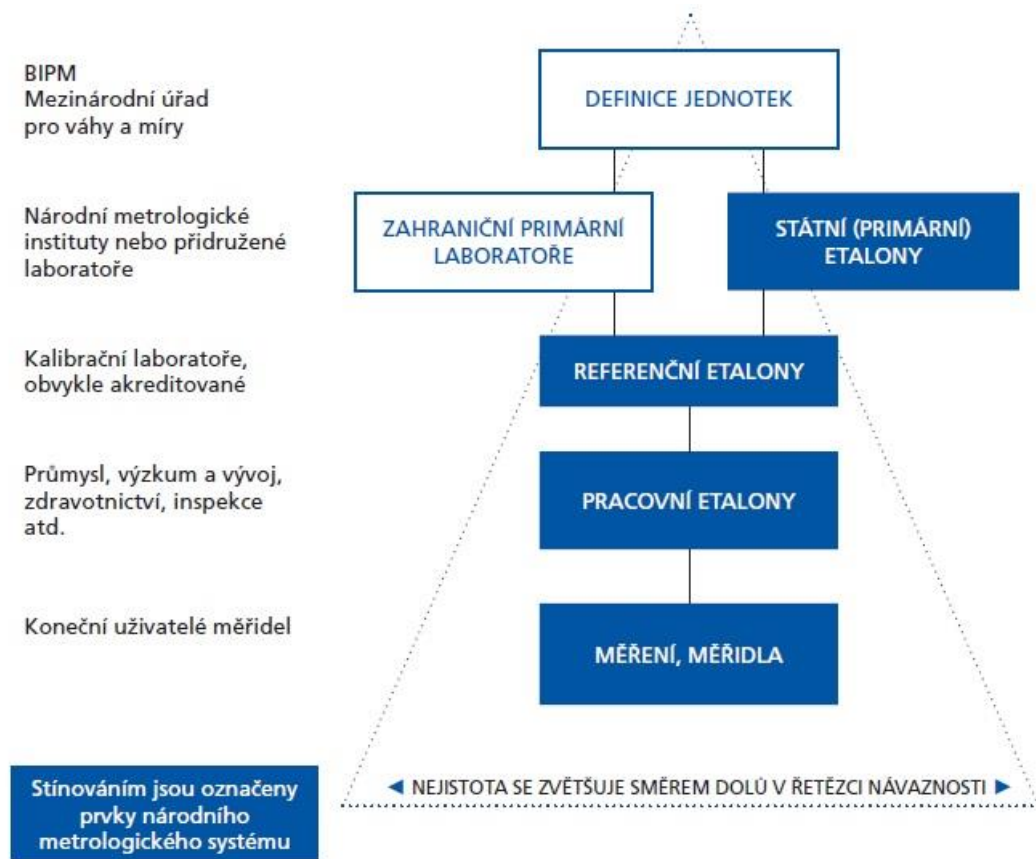 BIPM
Mezinárodní úřad
pro váhy a míry
DEFINICE JEDNOTEK
Národní metrologické
instituty nebo přidružené
laboratoře
ZAHRANIČNÍ PRIMÁRNÍ
LABORATOŘE
STÁTNÍ (PRIMÁRNÍ)
ETALONY
Kalibrační laboratoře,
obvykle akreditované
REFERENČNÍ ETALONY
Průmysl, výzkum a vývoj,
zdravotnictví, inspekce
atd.
PRACOVNÍ ETALONY
Koneční uživatelé měřidel
MĚŘENÍ, MĚŘIDLA
Stínováním jsou označeny
prvky národního
metrologického systému
◄ NEJISTOTA SE ZVĚTŠUJE SMĚREM DOLŮ V ŘETĚZCI NÁVAZNOSTI ►